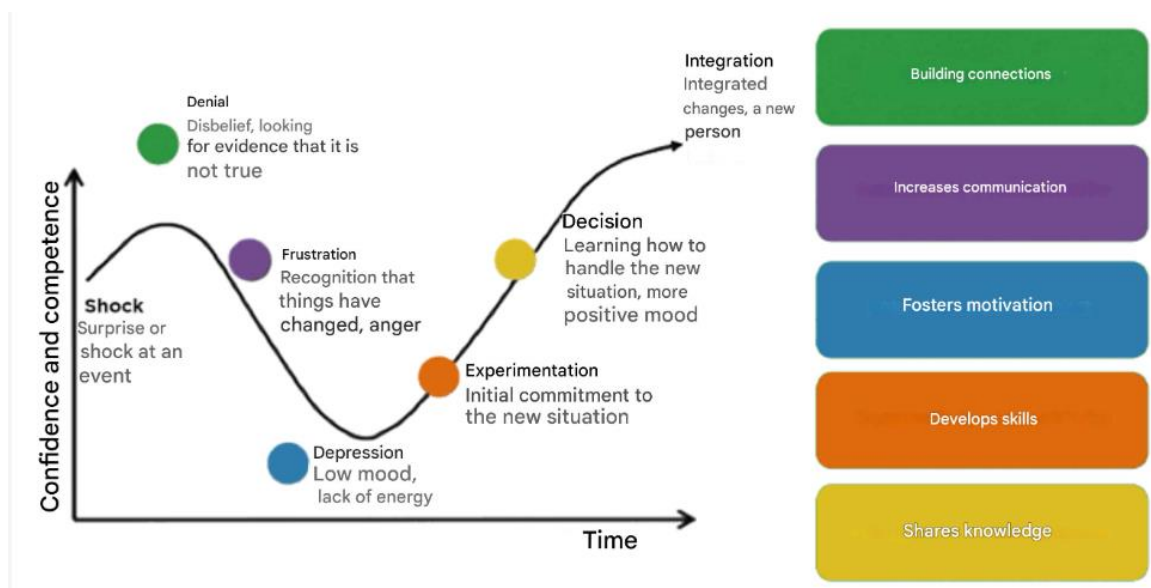 Denial
Disbelief, looking
for evidence that it is
not true
Integration
Integrated
changes, a new
person
Confidence and competence
Shock
Surprise or
shock at an
event
Frustration
Recognition that
things have
changed, anger
Decision
Learning how to
handle the new
situation, more
positive mood
Experimentation
Initial commitment to
the new situation
Depression
Low mood,
lack of energy
Time
Building connections
Increases communication
Fosters motivation
Develops skills
Shares knowledge